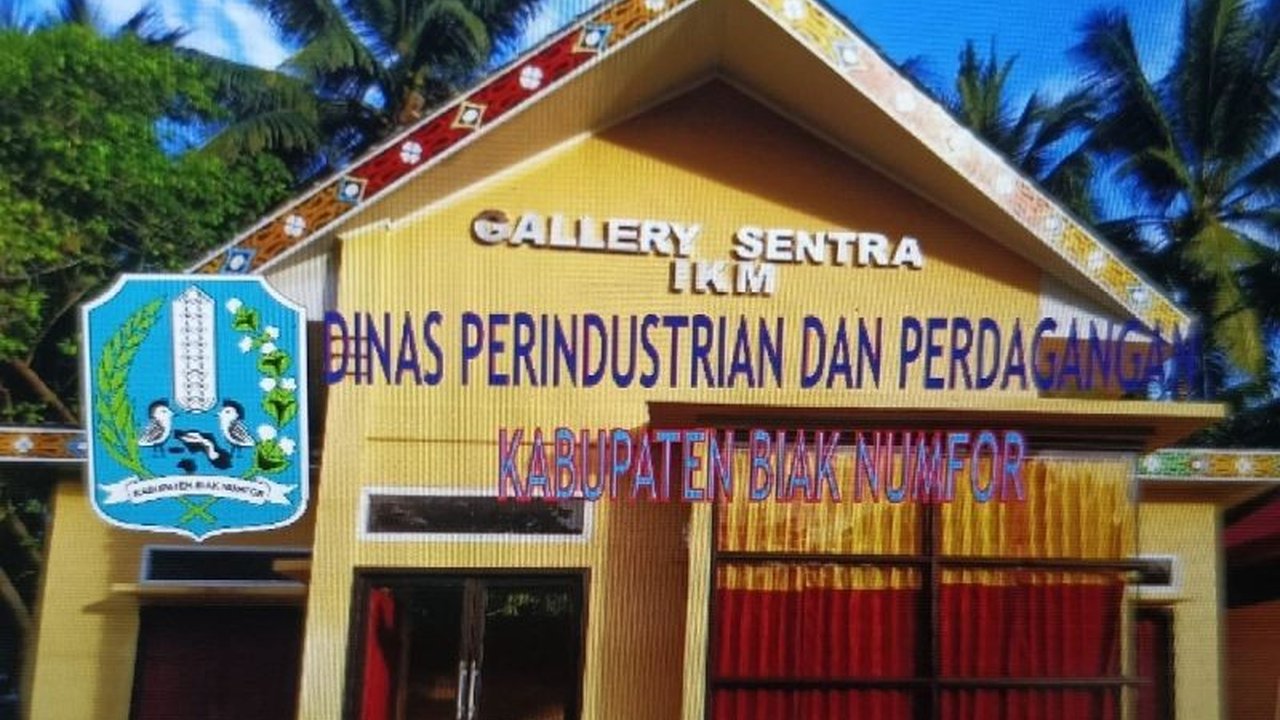 GALLERY SENTRA
IKM
DINAS PERINDUSTRIAN DAN PERDAGANGAN
KABUPATEN BIAK NUMFOR
KABUPATEN BIAK NUMFOR